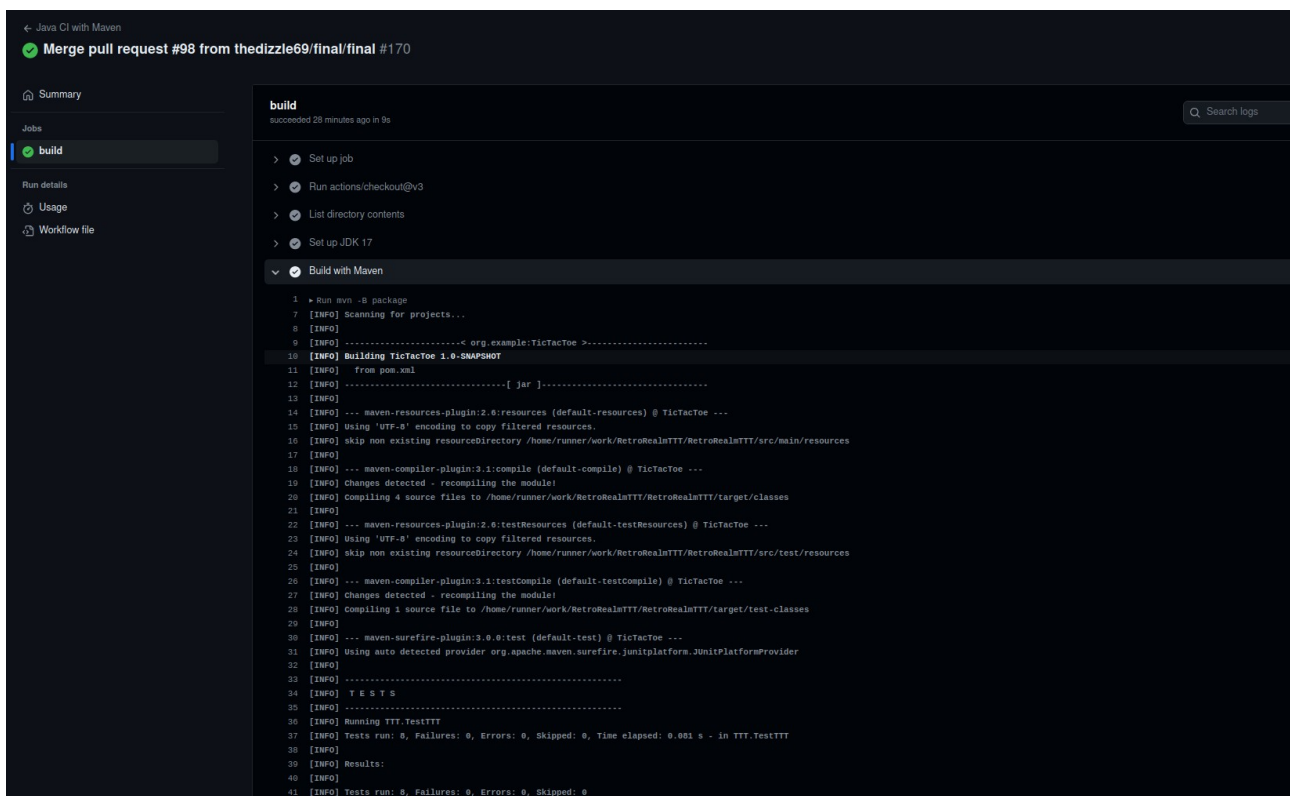 ← Java CI with Maven
Merge pull request #98 from thedizzle69/final/final #170
Summary
Jobs
build
Run details
Usage
Workflow file
build
succeeded 28 minutes ago in 9s
Search logs
Set up job
Run actions/checkout@v3
List directory contents
Set up JDK 17
Build with Maven
1 ▸ Run mvn -B package
7 [INFO] Scanning for projects...
8 [INFO]
9 [INFO] -----------------------< org.example:TicTacToe >------------------------
10 [INFO] Building TicTacToe 1.0-SNAPSHOT
11 [INFO]   from pom.xml
12 [INFO] --------------------------------[ jar ]---------------------------------
13 [INFO]
14 [INFO] --- maven-resources-plugin:2.6:resources (default-resources) @ TicTacToe ---
15 [INFO] Using 'UTF-8' encoding to copy filtered resources.
16 [INFO] skip non existing resourceDirectory /home/runner/work/RetroRealmTTT/RetroRealmTTT/src/main/resources
17 [INFO]
18 [INFO] --- maven-compiler-plugin:3.1:compile (default-compile) @ TicTacToe ---
19 [INFO] Changes detected - recompiling the module!
20 [INFO] Compiling 4 source files to /home/runner/work/RetroRealmTTT/RetroRealmTTT/target/classes
21 [INFO]
22 [INFO] --- maven-resources-plugin:2.6:testResources (default-testResources) @ TicTacToe ---
23 [INFO] Using 'UTF-8' encoding to copy filtered resources.
24 [INFO] skip non existing resourceDirectory /home/runner/work/RetroRealmTTT/RetroRealmTTT/src/test/resources
25 [INFO]
26 [INFO] --- maven-compiler-plugin:3.1:testCompile (default-testCompile) @ TicTacToe ---
27 [INFO] Changes detected - recompiling the module!
28 [INFO] Compiling 1 source file to /home/runner/work/RetroRealmTTT/RetroRealmTTT/target/test-classes
29 [INFO]
30 [INFO] --- maven-surefire-plugin:3.0.0:test (default-test) @ TicTacToe ---
31 [INFO] Using auto detected provider org.apache.maven.surefire.junitplatform.JUnitPlatformProvider
32 [INFO]
33 [INFO] -------------------------------------------------------
34 [INFO]  T E S T S
35 [INFO] -------------------------------------------------------
36 [INFO] Running TTT.TestTTT
37 [INFO] Tests run: 8, Failures: 0, Errors: 0, Skipped: 0, Time elapsed: 0.081 s - in TTT.TestTTT
38 [INFO]
39 [INFO] Results:
40 [INFO]
41 [INFO] Tests run: 8, Failures: 0, Errors: 0, Skipped: 0